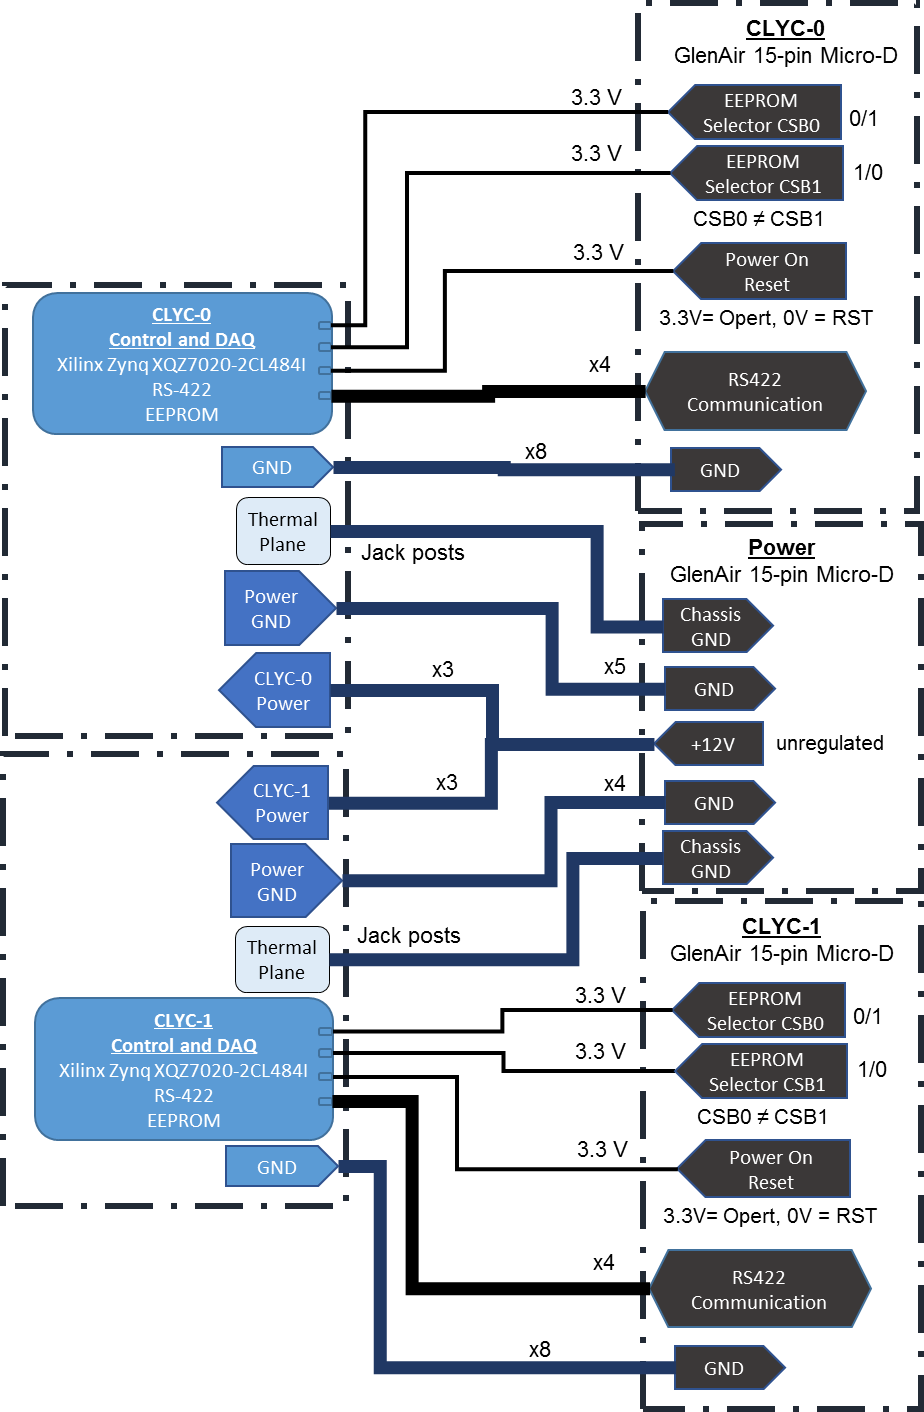 CLYC-0
GlenAir 15-pin Micro-D
3.3 V
EEPROM
Selector CSB0
0/1
3.3 V
EEPROM
Selector CSB1
1/0
CSB0 ≠ CSB1
3.3 V
Power On
Reset
3.3V= Opert, 0V = RST
CLYC-0
Control and DAQ
Xilinx Zynq XQZ7020-2CL484I
RS-422
EEPROM
x4
RS422
Communication
GND
x8
GND
Thermal
Plane
Jack posts
Power
GlenAir 15-pin Micro-D
Chassis
GND
Power
GND
x5
GND
CLYC-0
Power
x3
+12V
unregulated
CLYC-1
Power
x3
x4
GND
Power
GND
Chassis
GND
Thermal
Plane
Jack posts
CLYC-1
GlenAir 15-pin Micro-D
3.3 V
EEPROM
Selector CSB0
0/1
3.3 V
EEPROM
Selector CSB1
1/0
CSB0 ≠ CSB1
CLYC-1
Control and DAQ
Xilinx Zynq XQZ7020-2CL484I
RS-422
EEPROM
3.3 V
Power On
Reset
3.3V= Opert, 0V = RST
GND
x4
RS422
Communication
x8
GND